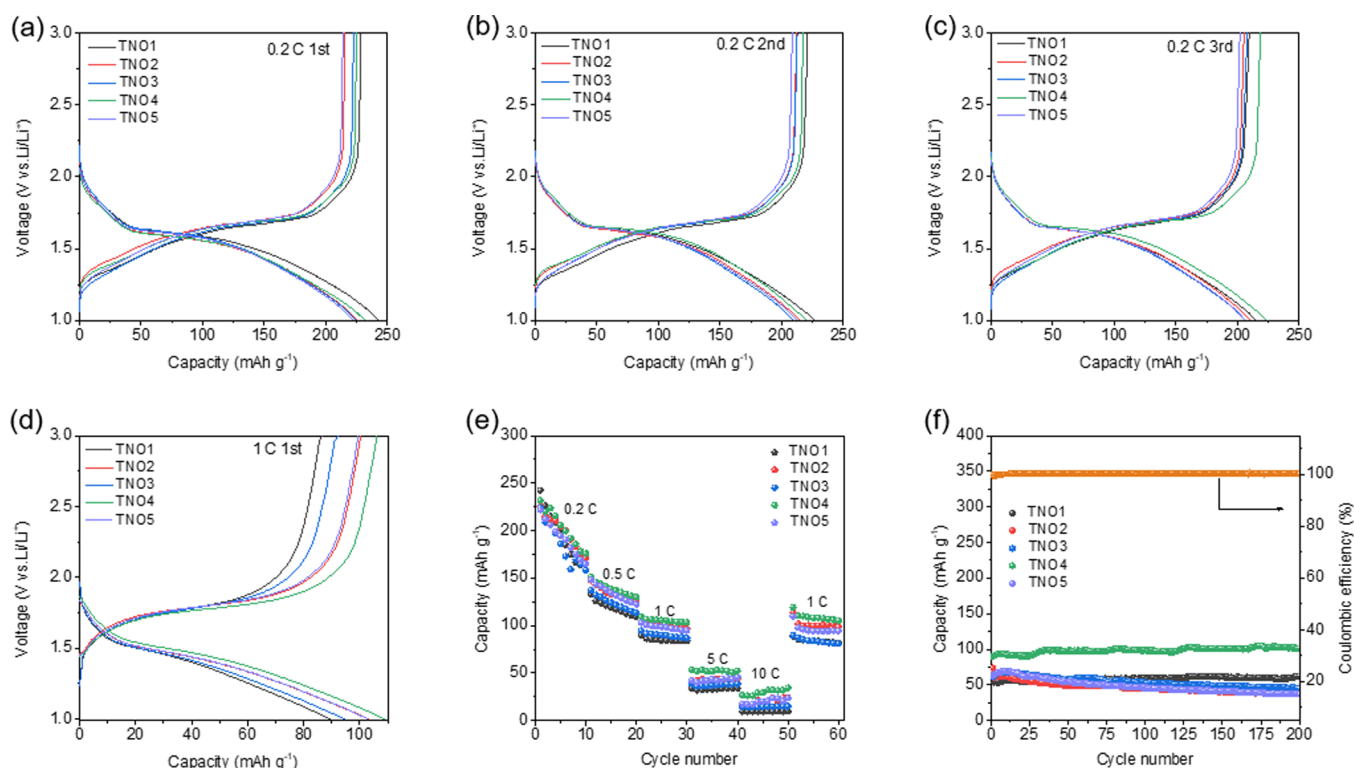 (a)
3.0
2.5
2.0
1.5
1.0
Voltage (V vs.Li/Li⁺)
TNO1
TNO2
TNO3
TNO4
TNO5
0.2 C 1st
0 50 100 150 200 250
Capacity (mAh g⁻¹)
(b)
3.0
2.5
2.0
1.5
1.0
Voltage (V vs.Li/Li⁺)
TNO1
TNO2
TNO3
TNO4
TNO5
0.2 C 2nd
0 50 100 150 200 250
Capacity (mAh g⁻¹)
(c)
3.0
2.5
2.0
1.5
1.0
Voltage (V vs.Li/Li⁺)
TNO1
TNO2
TNO3
TNO4
TNO5
0.2 C 3rd
0 50 100 150 200 250
Capacity (mAh g⁻¹)
(d)
3.0
2.5
2.0
1.5
1.0
Voltage (V vs.Li/Li⁺)
TNO1
TNO2
TNO3
TNO4
TNO5
1 C 1st
0 20 40 60 80 100
Capacity (mAh g⁻¹)
(e)
300
250
200
150
100
50
0
Capacity (mAh g⁻¹)
TNO1
TNO2
TNO3
TNO4
TNO5
0.2 C
0.5 C
1 C
5 C
10 C
1 C
0 10 20 30 40 50 60
Cycle number
(f)
400
350
300
250
200
150
100
50
0
Capacity (mAh g⁻¹)
TNO1
TNO2
TNO3
TNO4
TNO5
100
80
60
40
20
0
Coulombic efficiency (%)
0 25 50 75 100 125 150 175 200
Cycle number